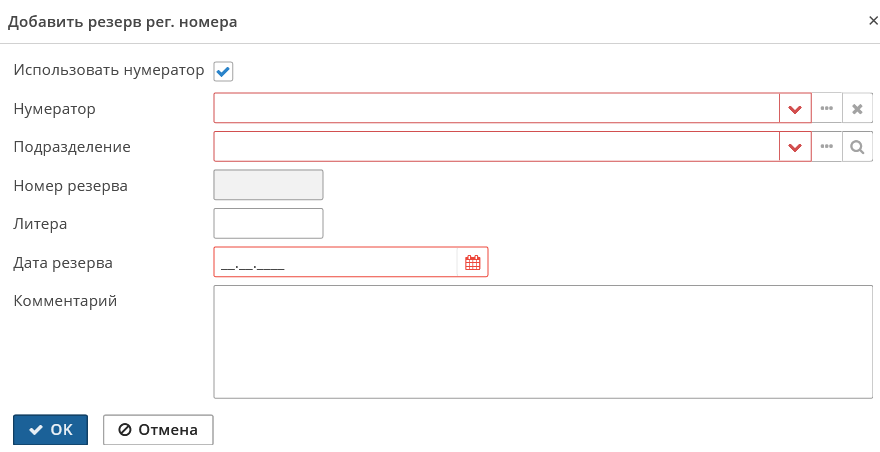 Добавить резерв рег. номера
Использовать нумератор
Нумератор
Подразделение
Номер резерва
Литера
Дата резерва __.__.____
Комментарий
OK Отмена